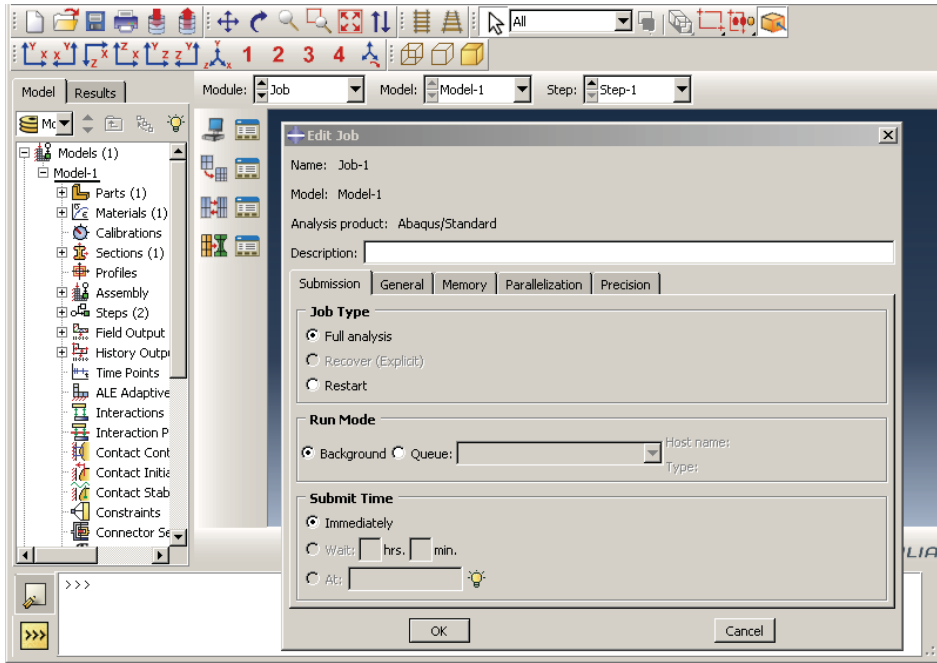 All
Y X X Y Z X Z X Y Z Z Y Y Z X 1 2 3 4
Model Results Module: Job Model: Model-1 Step: Step-1
Models (1)
Model-1
Parts (1)
Materials (1)
Calibrations
Sections (1)
Profiles
Assembly
Steps (2)
Field Output
History Outp
Time Points
ALE Adaptive
Interactions
Interaction P
Contact Cont
Contact Initia
Contact Stab
Constraints
Connector Se
Edit Job
Name: Job-1
Model: Model-1
Analysis product: Abaqus/Standard
Description:
Submission General Memory Parallelization Precision
Job Type
Full analysis
Recover (Explicit)
Restart
Run Mode
Background Queue: Host name:
Type:
Submit Time
Immediately
Wait: hrs. min.
At:
OK Cancel
>>>
>>>